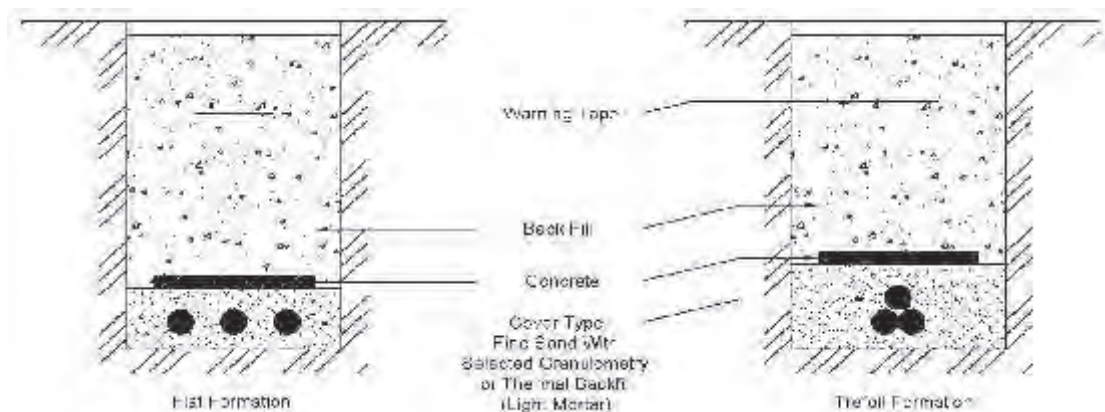 Warning Tape
Back Fill
Concrete
Cover Type
Fine Sand With
Selected Granulometry
or Thermal Backfill
(Light Mortar)
Flat Formation
Trefoil Formation